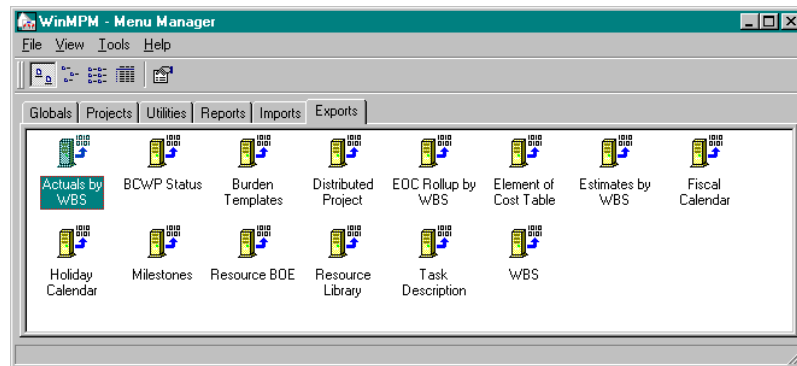 WinMPM - Menu Manager
File View Tools Help
Globals Projects Utilities Reports Imports Exports
Actuals by BCWP Status Burden Distributed EOC Rollup by Element of Estimates by Fiscal
WBS Templates Project WBS Cost Table WBS Calendar
Holiday Milestones Resource BOE Resource Task WBS
Calendar Library Description